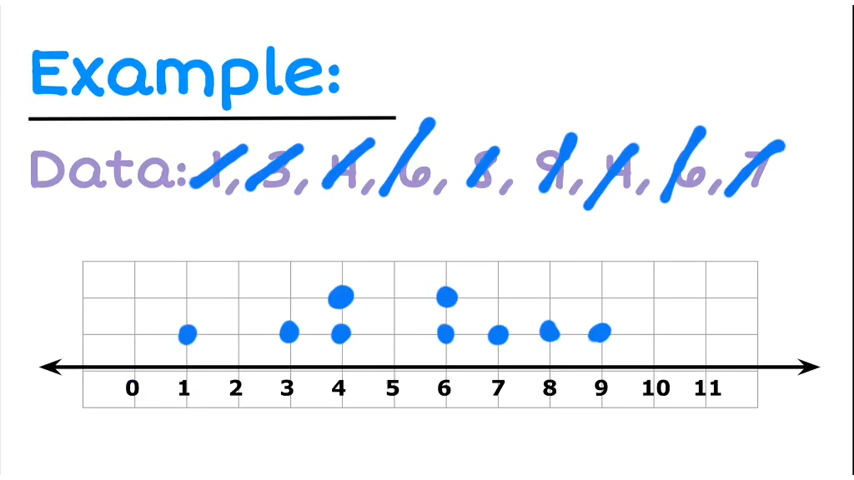 Example:
Data: 1, 3, 4, 6, 8, 9, 4, 6, 7
0 1 2 3 4 5 6 7 8 9 10 11